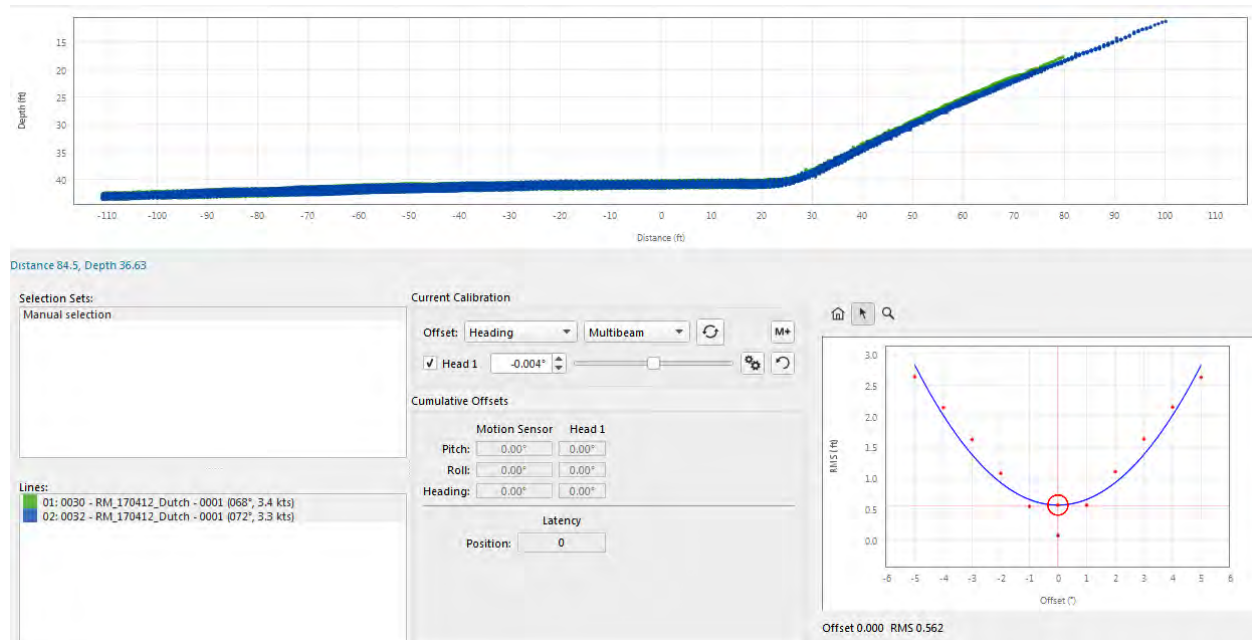 15
20
25
30
35
40
Depth (ft)
-110 -100 -90 -80 -70 -60 -50 -40 -30 -20 -10 0 10 20 30 40 50 60 70 80 90 100 110
Distance (ft)
Distance 84.5, Depth 36.63
Selection Sets:
Manual selection
Lines:
01: 0030 - RM_170412_Dutch - 0001 (068°, 3.4 kts)
02: 0032 - RM_170412_Dutch - 0001 (072°, 3.3 kts)
Current Calibration
Offset: Heading Multibeam M+
Head 1 -0.004°
Cumulative Offsets
Motion Sensor Head 1
Pitch: 0.00° 0.00°
Roll: 0.00° 0.00°
Heading: 0.00° 0.00°
Latency
Position: 0
3.0
2.5
2.0
1.5
1.0
0.5
0.0
RMS (ft)
-6 -5 -4 -3 -2 -1 0 1 2 3 4 5 6
Offset (°)
Offset 0.000 RMS 0.562